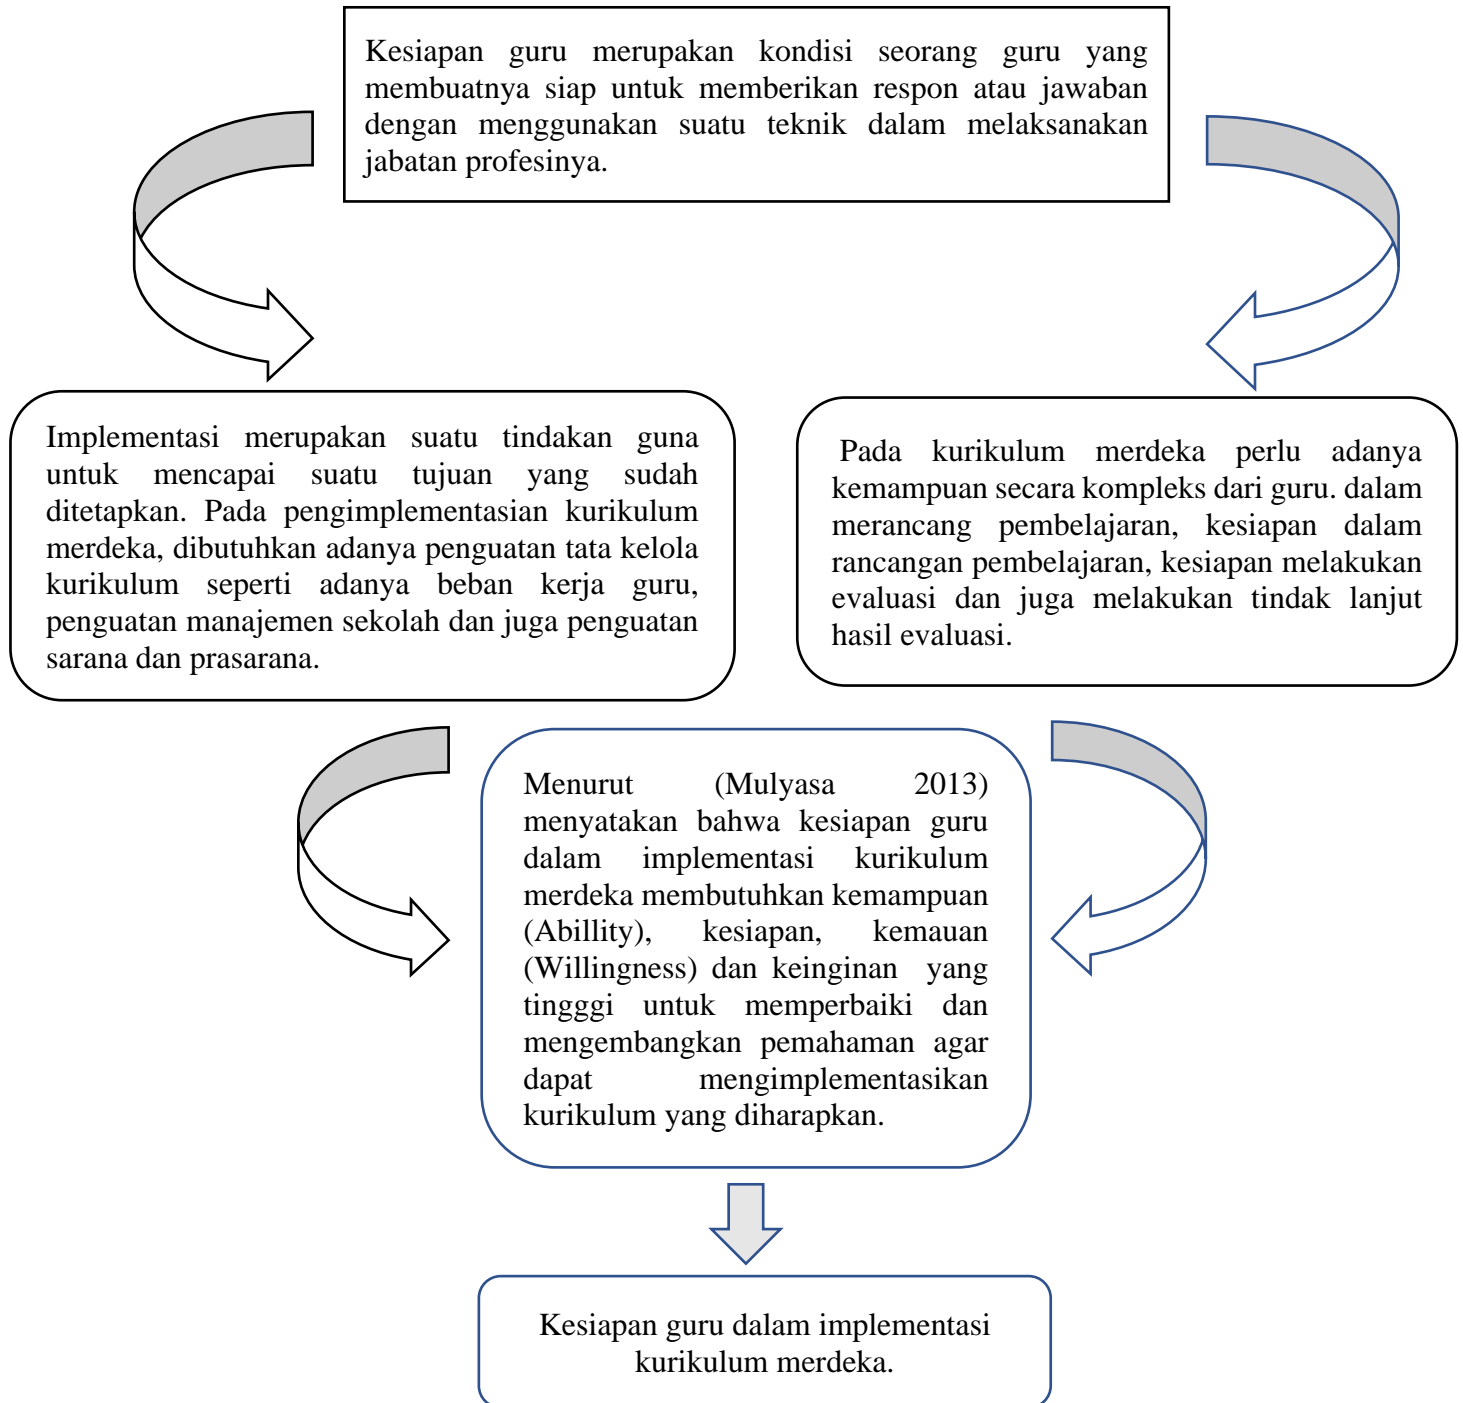 Kesiapan guru merupakan kondisi seorang guru yang
membuatnya siap untuk memberikan respon atau jawaban
dengan menggunakan suatu teknik dalam melaksanakan
jabatan profesinya.
Implementasi merupakan suatu tindakan guna
untuk mencapai suatu tujuan yang sudah
ditetapkan. Pada pengimplementasian kurikulum
merdeka, dibutuhkan adanya penguatan tata kelola
kurikulum seperti adanya beban kerja guru,
penguatan manajemen sekolah dan juga penguatan
sarana dan prasarana.
Pada kurikulum merdeka perlu adanya
kemampuan secara kompleks dari guru. dalam
merancang pembelajaran, kesiapan dalam
rancangan pembelajaran, kesiapan melakukan
evaluasi dan juga melakukan tindak lanjut
hasil evaluasi.
Menurut (Mulyasa 2013)
menyatakan bahwa kesiapan guru
dalam implementasi kurikulum
merdeka membutuhkan kemampuan
(Abillity), kesiapan, kemauan
(Willingness) dan keinginan yang
tingggi untuk memperbaiki dan
mengembangkan pemahaman agar
dapat mengimplementasikan
kurikulum yang diharapkan.
Kesiapan guru dalam implementasi
kurikulum merdeka.